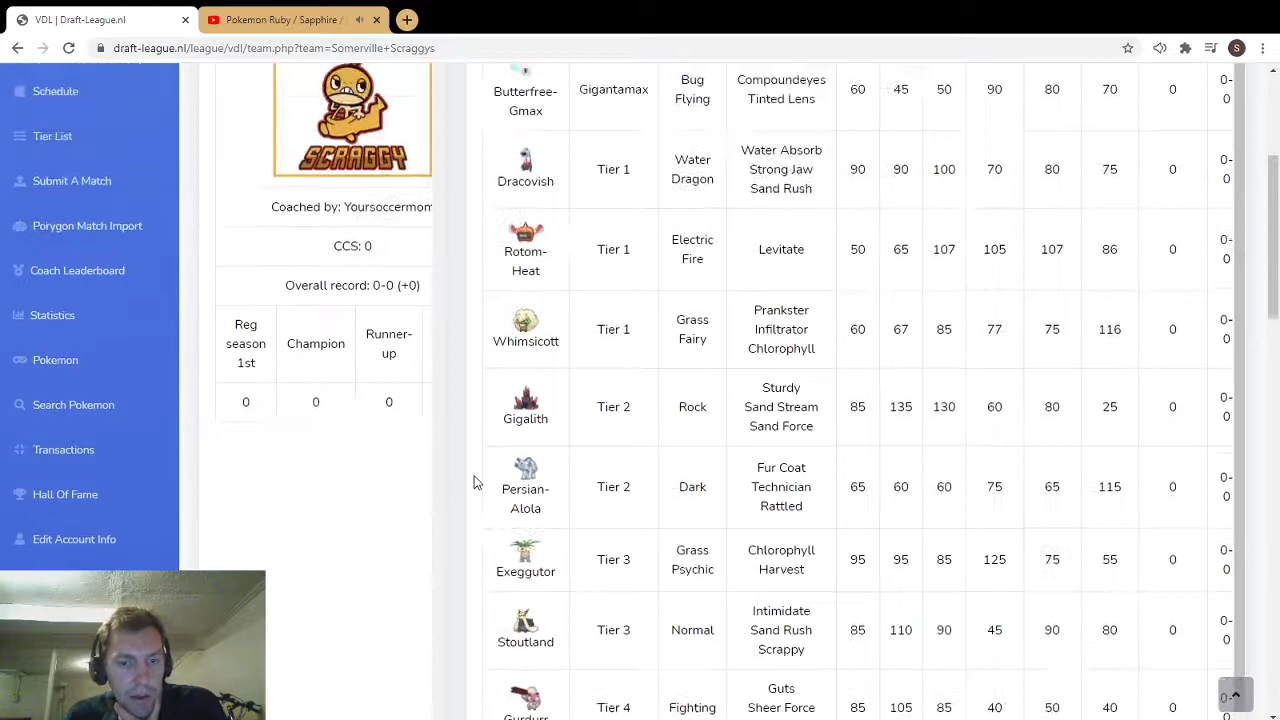 VDL | Draft-League.nl
Pokemon Ruby / Sapphire /
draft-league.nl/league/vdl/team.php?team=Somerville+Scraggys
S
Schedule
Tier List
Submit A Match
Porygon Match Import
Coach Leaderboard
Statistics
Pokemon
Search Pokemon
Transactions
Hall Of Fame
Edit Account Info
SCRAGGY
Coached by: Yoursoccermom
CCS: 0
Overall record: 0-0 (+0)
Reg season 1st Champion Runner-up
0 0 0
Butterfree-Gmax Gigantamax Bug Flying Compoundeyes Tinted Lens 60 45 50 90 80 70 0 0-0
Dracovish Tier 1 Water Dragon Water Absorb Strong Jaw Sand Rush 90 90 100 70 80 75 0 0-0
Rotom-Heat Tier 1 Electric Fire Levitate 50 65 107 105 107 86 0 0-0
Whimsicott Tier 1 Grass Fairy Prankster Infiltrator Chlorophyll 60 67 85 77 75 116 0 0-0
Gigalith Tier 2 Rock Sturdy Sand Stream Sand Force 85 135 130 60 80 25 0 0-0
Persian-Alola Tier 2 Dark Fur Coat Technician Rattled 65 60 60 75 65 115 0 0-0
Exeggutor Tier 3 Grass Psychic Chlorophyll Harvest 95 95 85 125 75 55 0 0-0
Stoutland Tier 3 Normal Intimidate Sand Rush Scrappy 85 110 90 45 90 80 0 0-0
Gurdurr Tier 4 Fighting Guts Sheer Force 85 105 85 40 50 40 0 0-